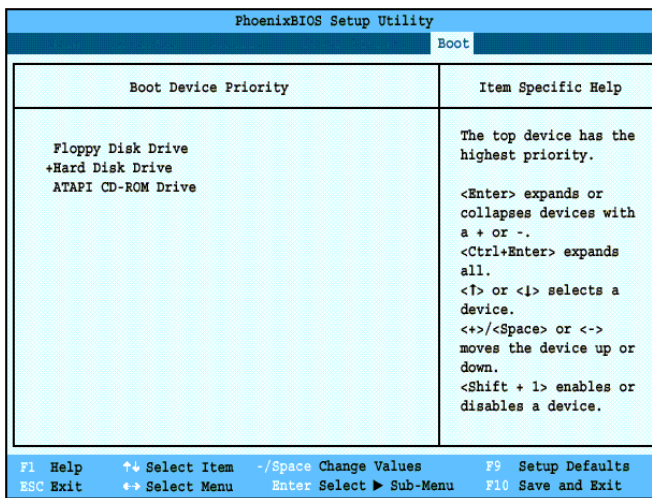 PhoenixBIOS Setup Utility
Boot
Boot Device Priority
Item Specific Help
Floppy Disk Drive
+Hard Disk Drive
ATAPI CD-ROM Drive
The top device has the
highest priority.
<Enter> expands or
collapses devices with
a + or -.
<Ctrl+Enter> expands
all.
<↑> or <↓> selects a
device.
<+>/<Space> or <->
moves the device up or
down.
<Shift + 1> enables or
disables a device.
F1 Help ↑↓ Select Item -/Space Change Values F9 Setup Defaults
ESC Exit ←→ Select Menu Enter Select ▶ Sub-Menu F10 Save and Exit